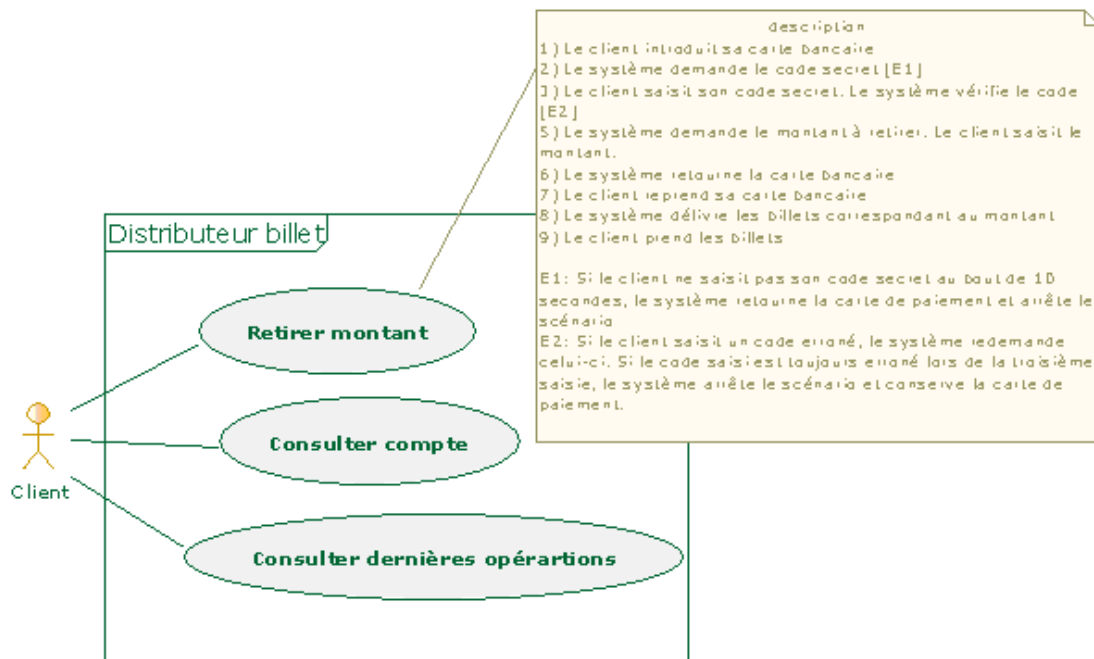 description
1) Le client introduit sa carte bancaire
2) Le système demande le code secret [E1]
3) Le client saisit son code secret. Le système vérifie le code
[E2]
5) Le système demande le montant à retirer. Le client saisit le
montant.
6) Le système retourne la carte bancaire
7) Le client reprend sa carte bancaire
8) Le système délivre les billets correspondant au montant
9) Le client prend les billets
E1: Si le client ne saisit pas son code secret au bout de 10
secondes, le système retourne la carte de paiement et arrête le
scénario
E2: Si le client saisit un code erroné, le système redemande
celui-ci. Si le code saisi est toujours erroné lors de la troisième
saisie, le système arrête le scénario et conserve la carte de
paiement.
Distributeur billet
Retirer montant
Consulter compte
Client
Consulter dernières opérartions